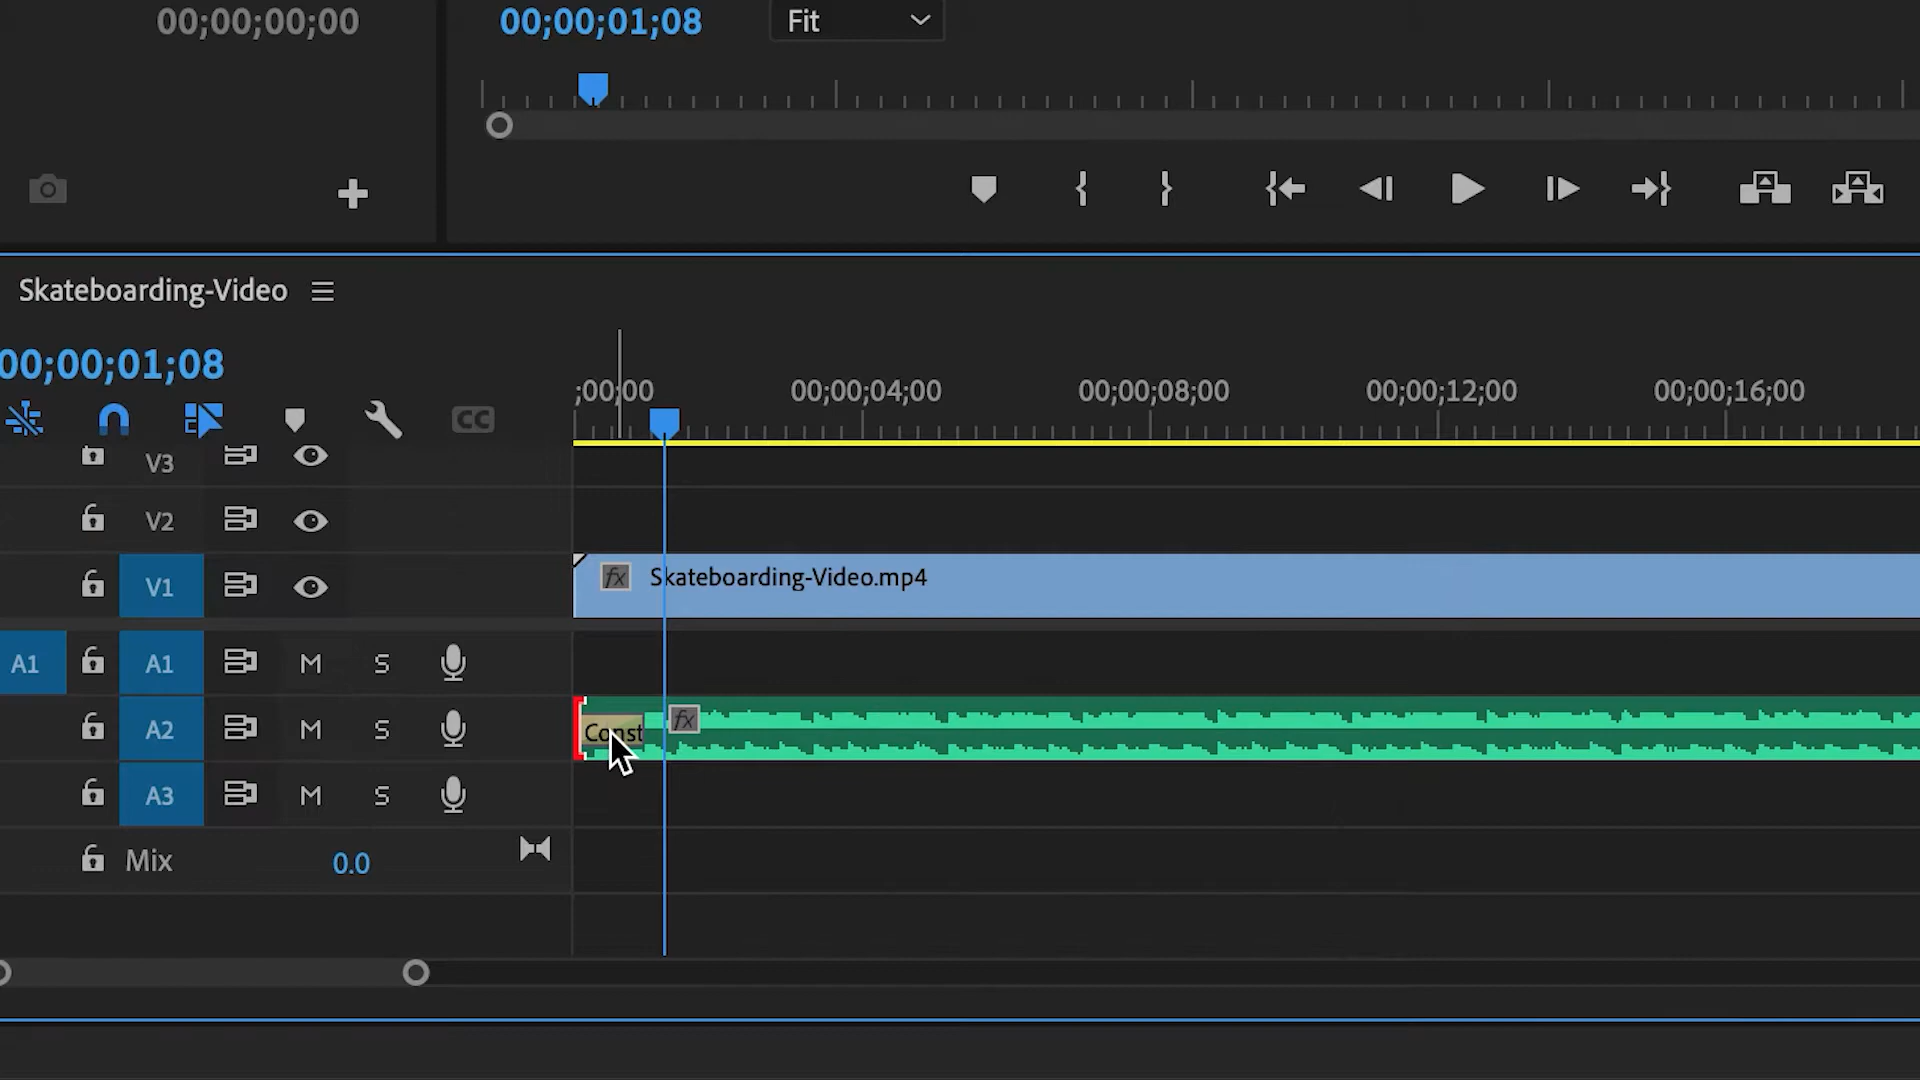 00;00;00;00
00;00;01;08
Fit
Skateboarding-Video
00;00;01;08
CC
;00;00
00;00;04;00
00;00;08;00
00;00;12;00
00;00;16;00
V3
V2
V1
fx Skateboarding-Video.mp4
A1 A1 M S
A2 M S
Const fx
A3 M S
Mix 0.0